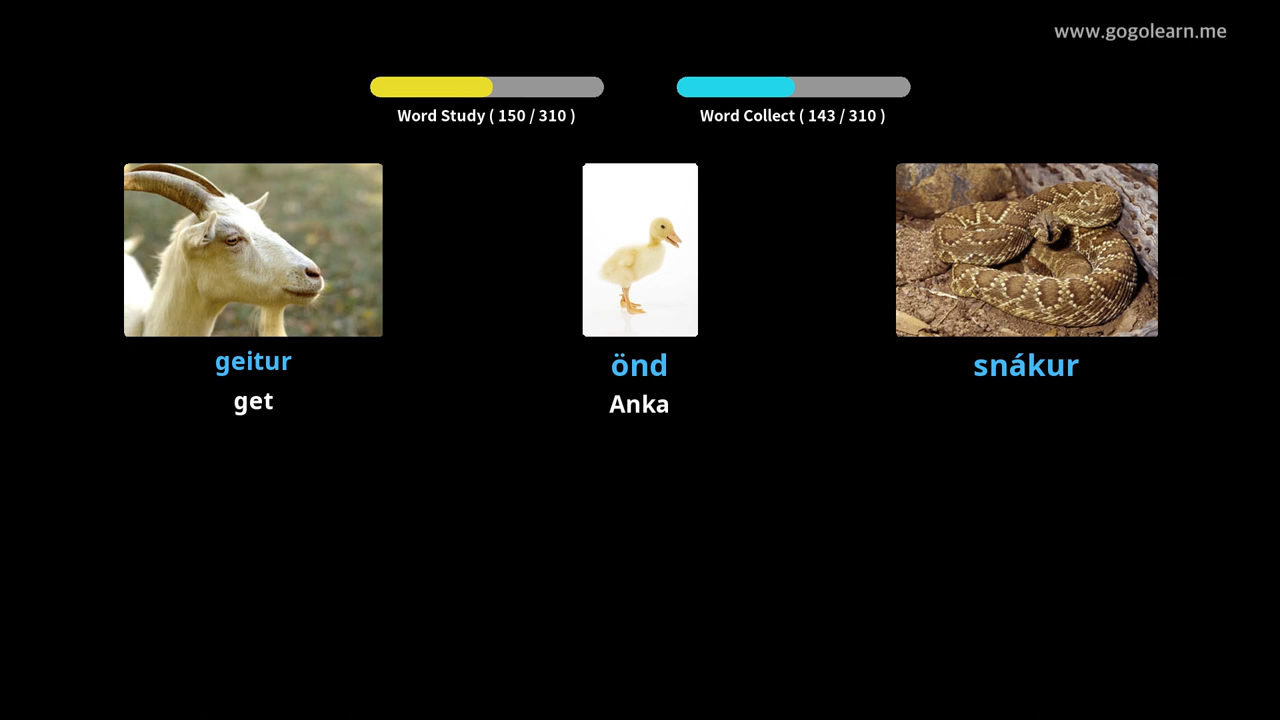 www.gogolearn.me
Word Study ( 150 / 310 )
Word Collect ( 143 / 310 )
geitur
önd
snákur
get
Anka